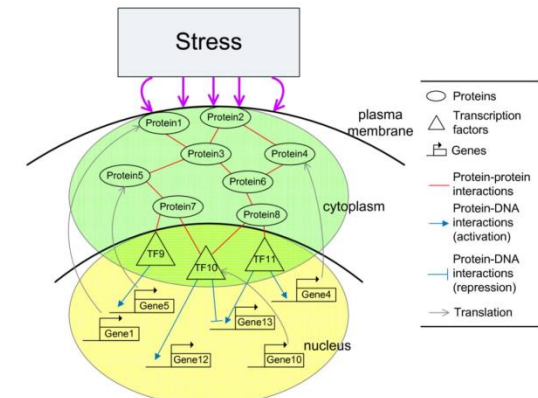 Stress
plasma
membrane
Protein1
Protein2
Protein3
Protein4
Protein5
Protein6
Protein7
Protein8
cytoplasm
TF9
TF10
TF11
Gene5
Gene13
Gene4
Gene1
Gene12
Gene10
nucleus
Proteins
Transcription
factors
Genes
Protein-protein
interactions
Protein-DNA
interactions
(activation)
Protein-DNA
interactions
(repression)
Translation